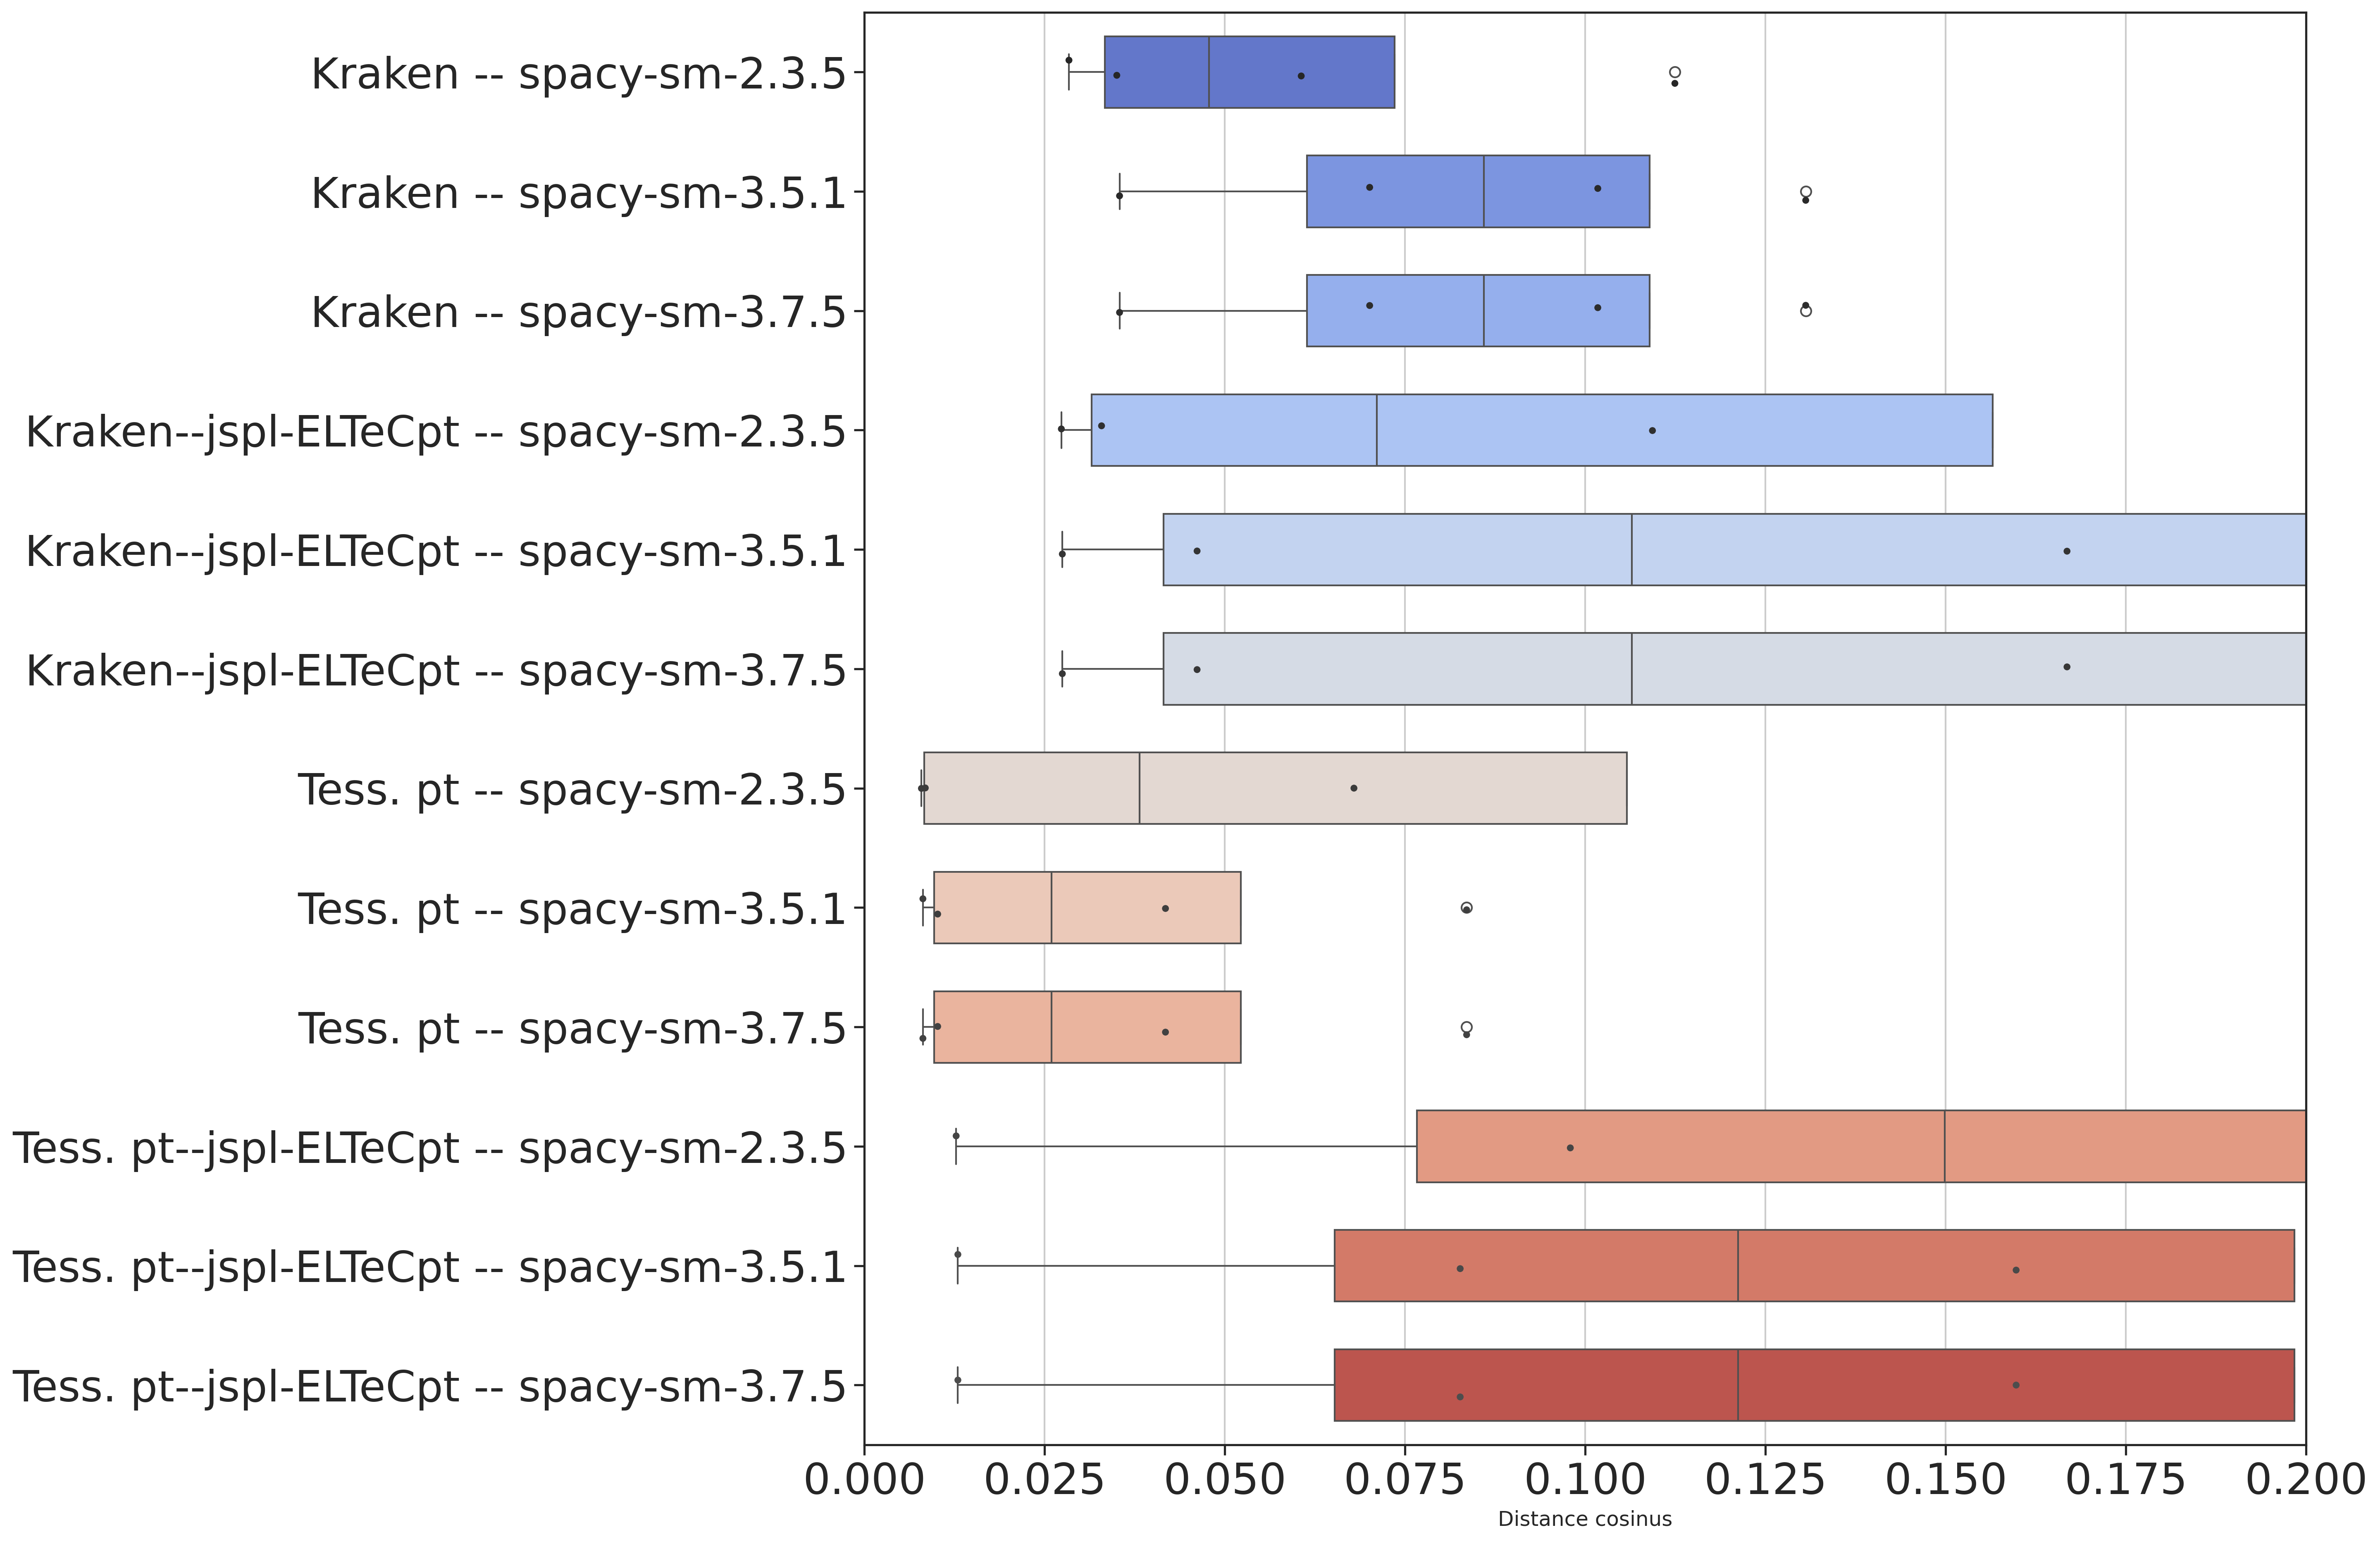 Kraken -- spacy-sm-2.3.5
Kraken -- spacy-sm-3.5.1
Kraken -- spacy-sm-3.7.5
Kraken--jspl-ELTeCpt -- spacy-sm-2.3.5
Kraken--jspl-ELTeCpt -- spacy-sm-3.5.1
Kraken--jspl-ELTeCpt -- spacy-sm-3.7.5
Tess. pt -- spacy-sm-2.3.5
Tess. pt -- spacy-sm-3.5.1
Tess. pt -- spacy-sm-3.7.5
Tess. pt--jspl-ELTeCpt -- spacy-sm-2.3.5
Tess. pt--jspl-ELTeCpt -- spacy-sm-3.5.1
Tess. pt--jspl-ELTeCpt -- spacy-sm-3.7.5
0.000 0.025 0.050 0.075 0.100 0.125 0.150 0.175 0.200
Distance cosinus